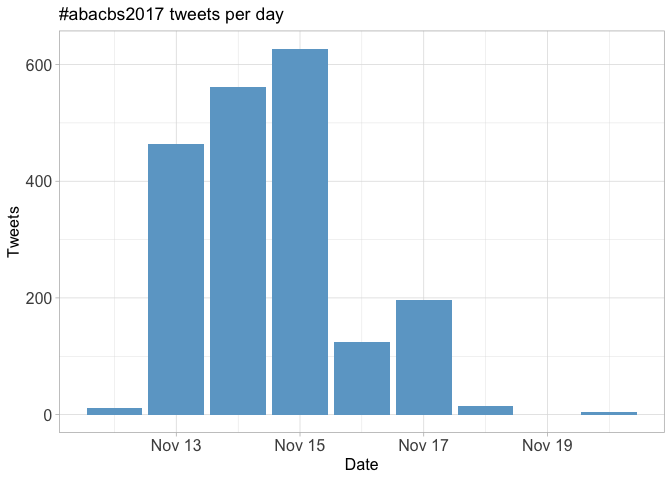 #abacbs2017 tweets per day
600
400
200
0
Tweets
Nov 13 Nov 15 Nov 17 Nov 19
Date